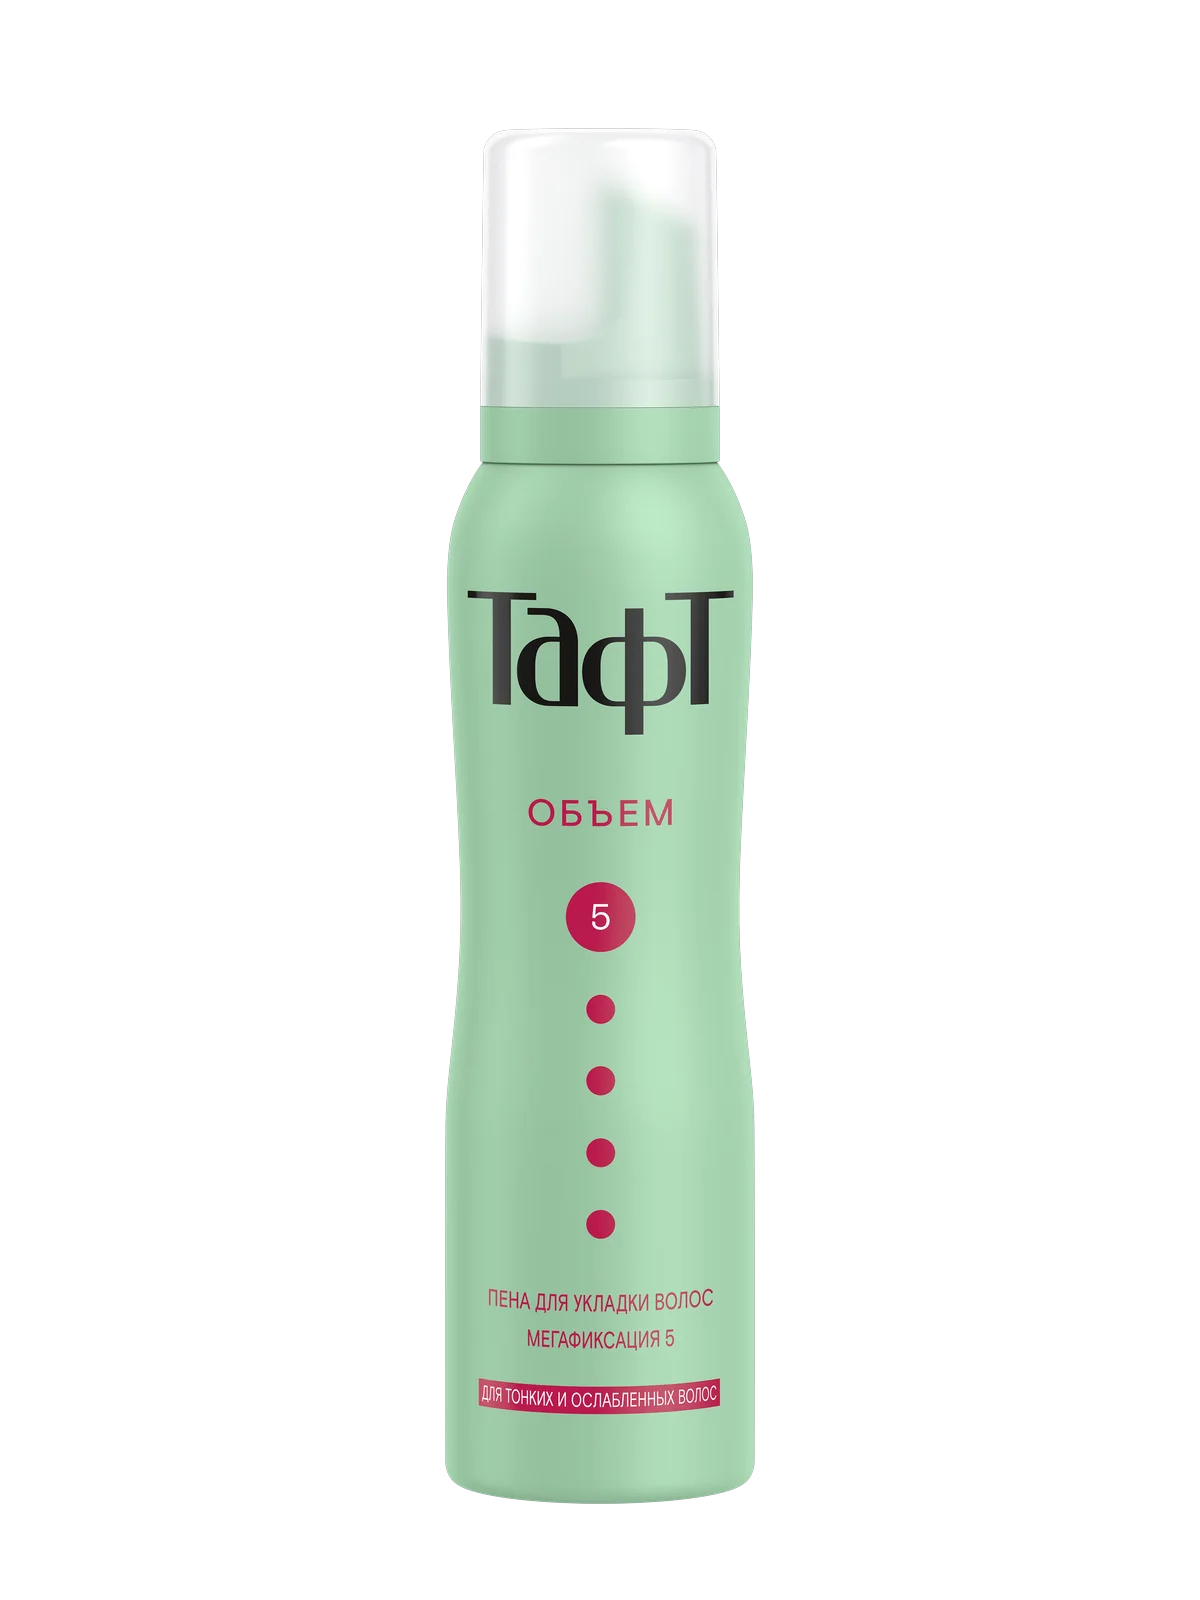 Тафт
ОБЪЕМ
5
ПЕНА ДЛЯ УКЛАДКИ ВОЛОС
МЕГАФИКСАЦИЯ 5
ДЛЯ ТОНКИХ И ОСЛАБЛЕННЫХ ВОЛОС